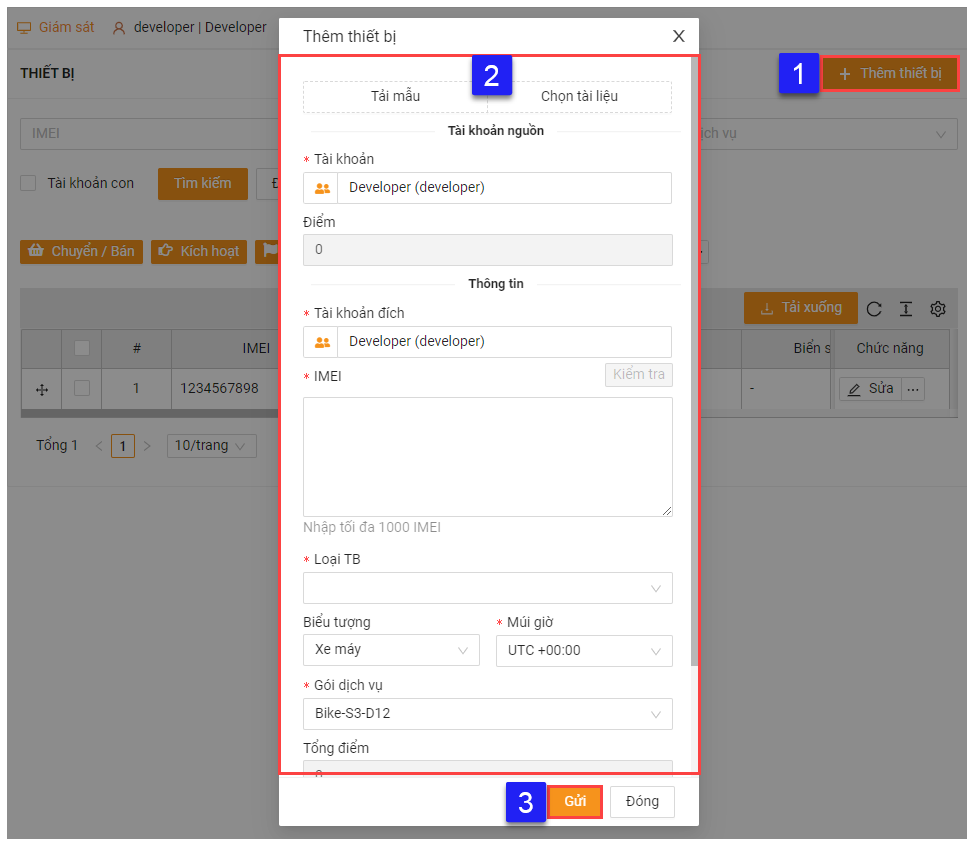 Giám sát developer | Developer
Thêm thiết bị X
THIẾT BỊ
1 + Thêm thiết bị
2
Tải mẫu Chọn tài liệu
Tài khoản nguồn
IMEI
ịch vụ
* Tài khoản
Tài khoản con Tìm kiếm
Developer (developer)
Điểm
0
Chuyển / Bán Kích hoạt
Thông tin
Tải xuống
* Tài khoản đích
Developer (developer)
# IMEI Biển s Chức năng
* IMEI Kiểm tra
1 1234567898 - Sửa ...
Tổng 1 < 1 > 10/trang
Nhập tối đa 1000 IMEI
* Loại TB
Biểu tượng * Múi giờ
Xe máy UTC +00:00
* Gói dịch vụ
Bike-S3-D12
Tổng điểm
0
3 Gửi Đóng